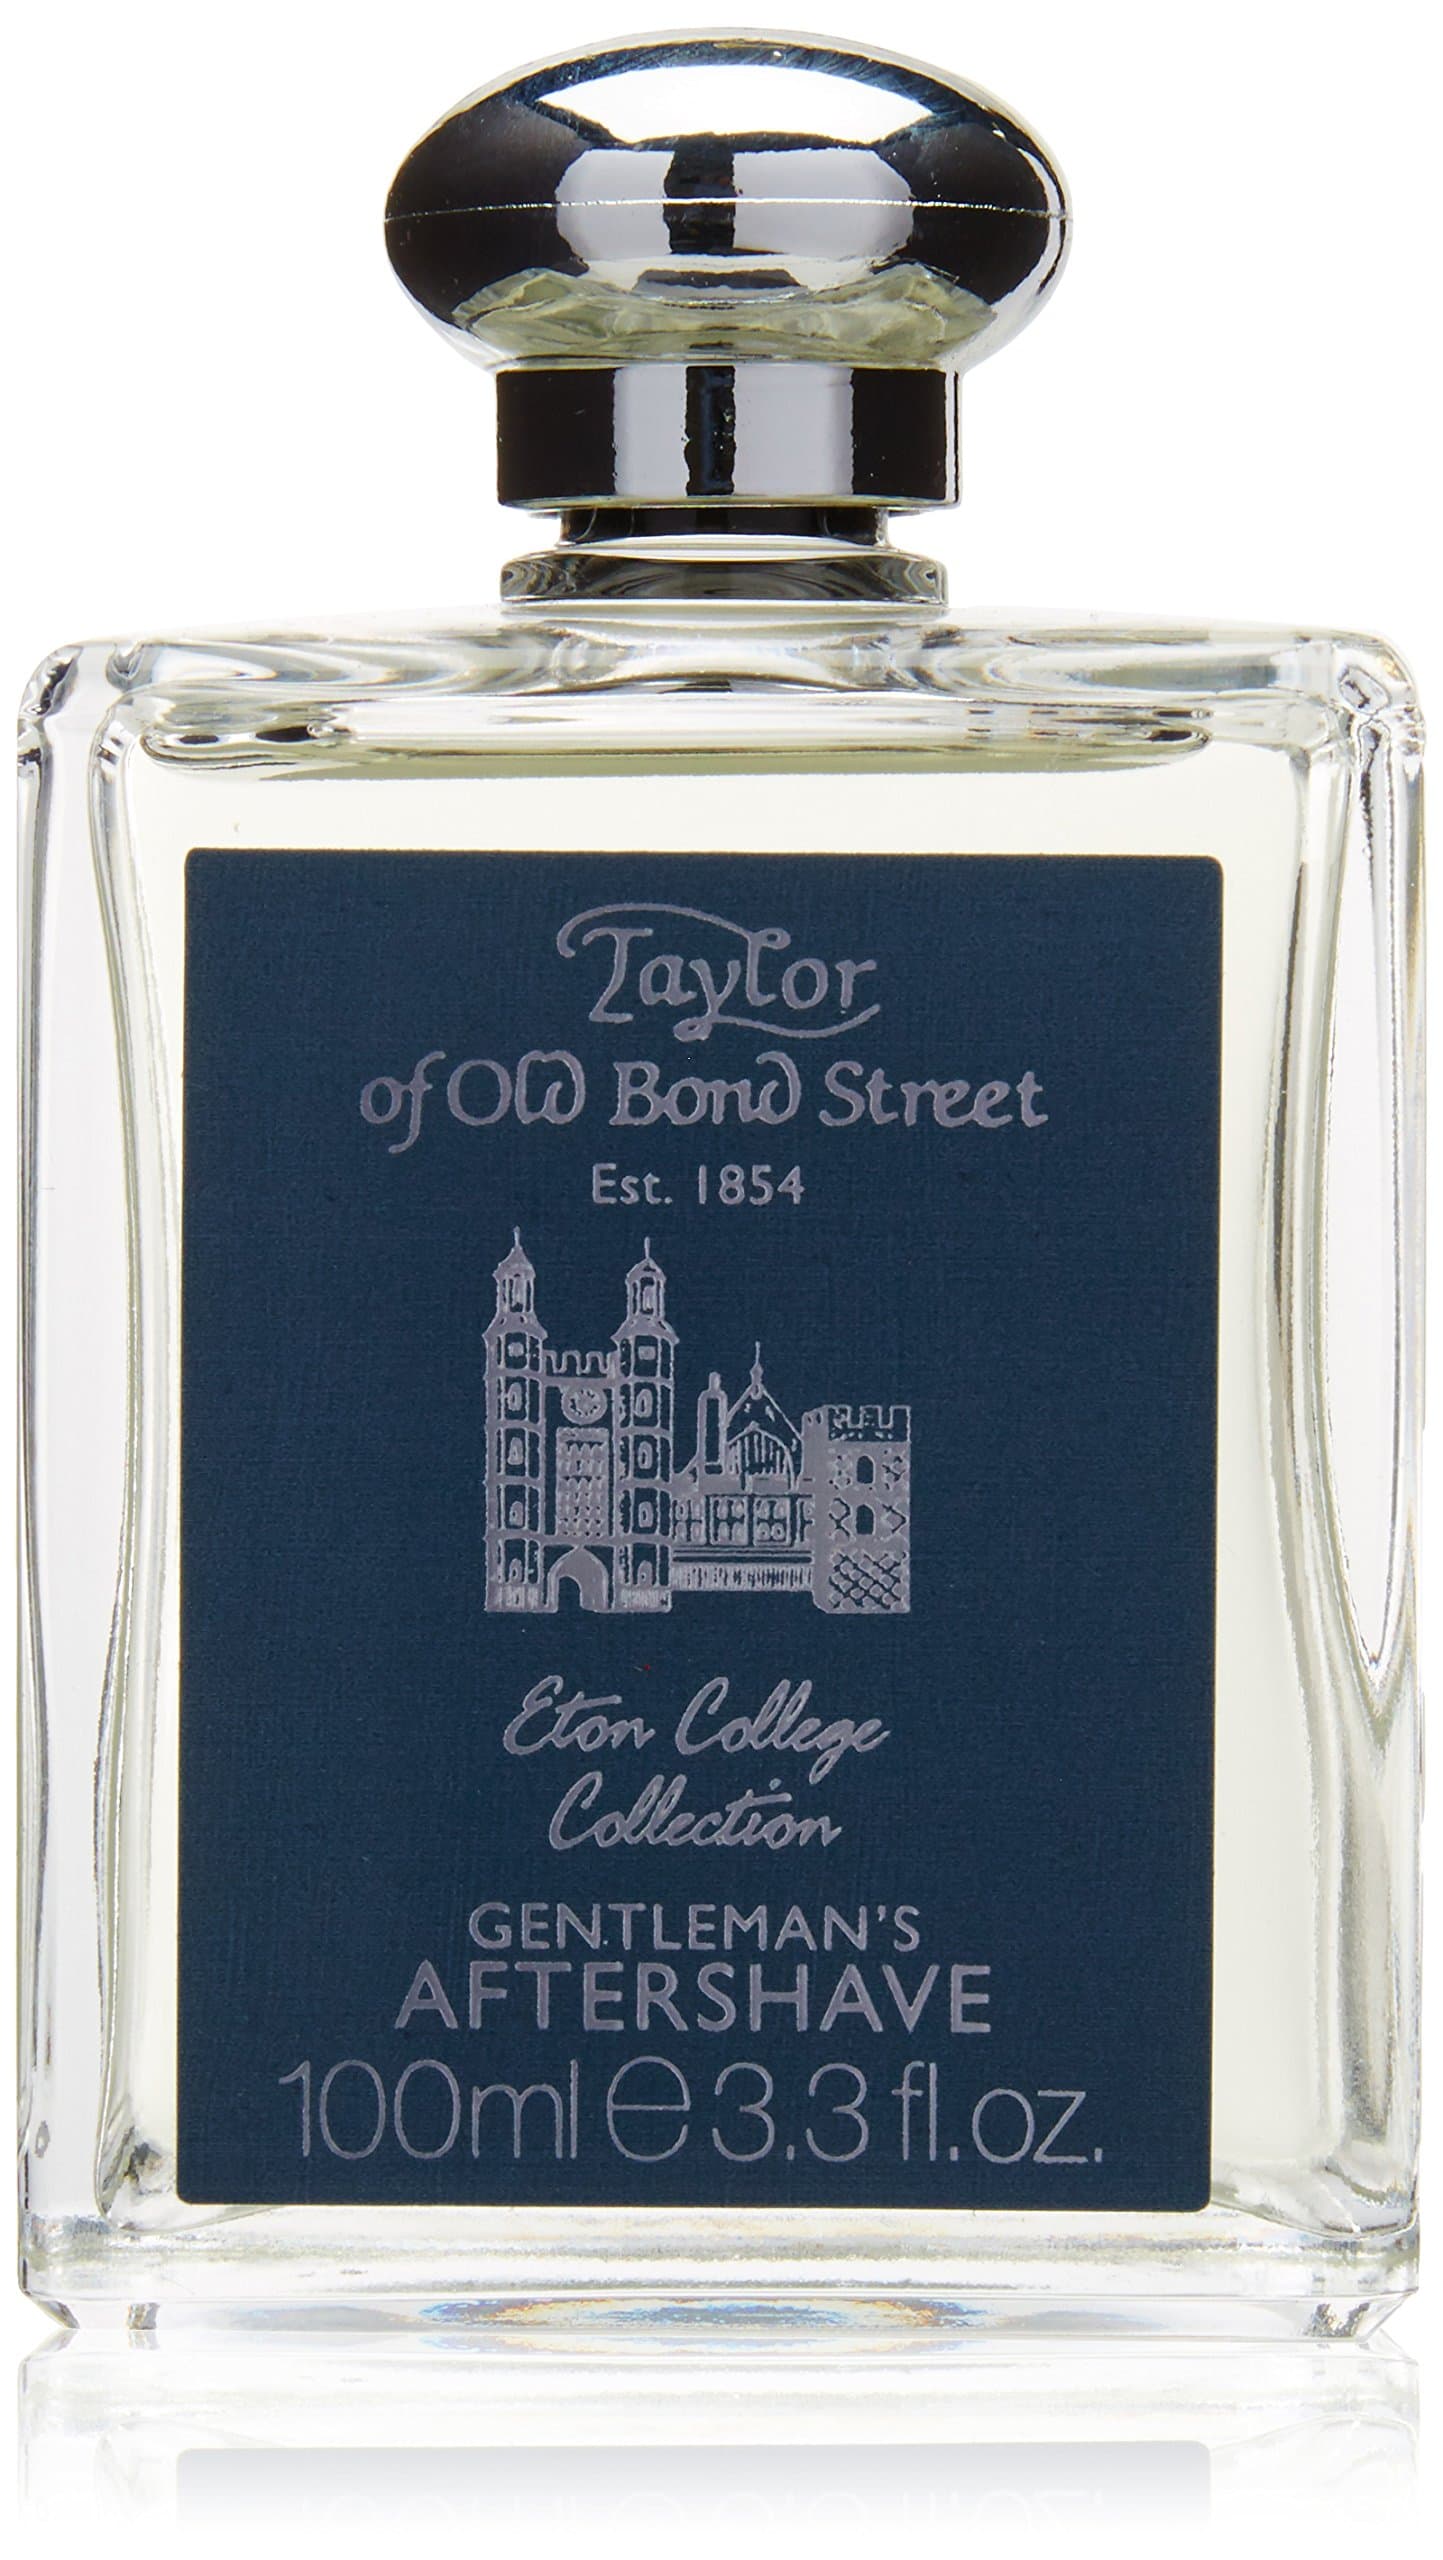 Taylor
of Old Bond Street
Est. 1854
Eton College
Collection
GENTLEMAN'S
AFTERSHAVE
100ml e 3.3 fl.oz.